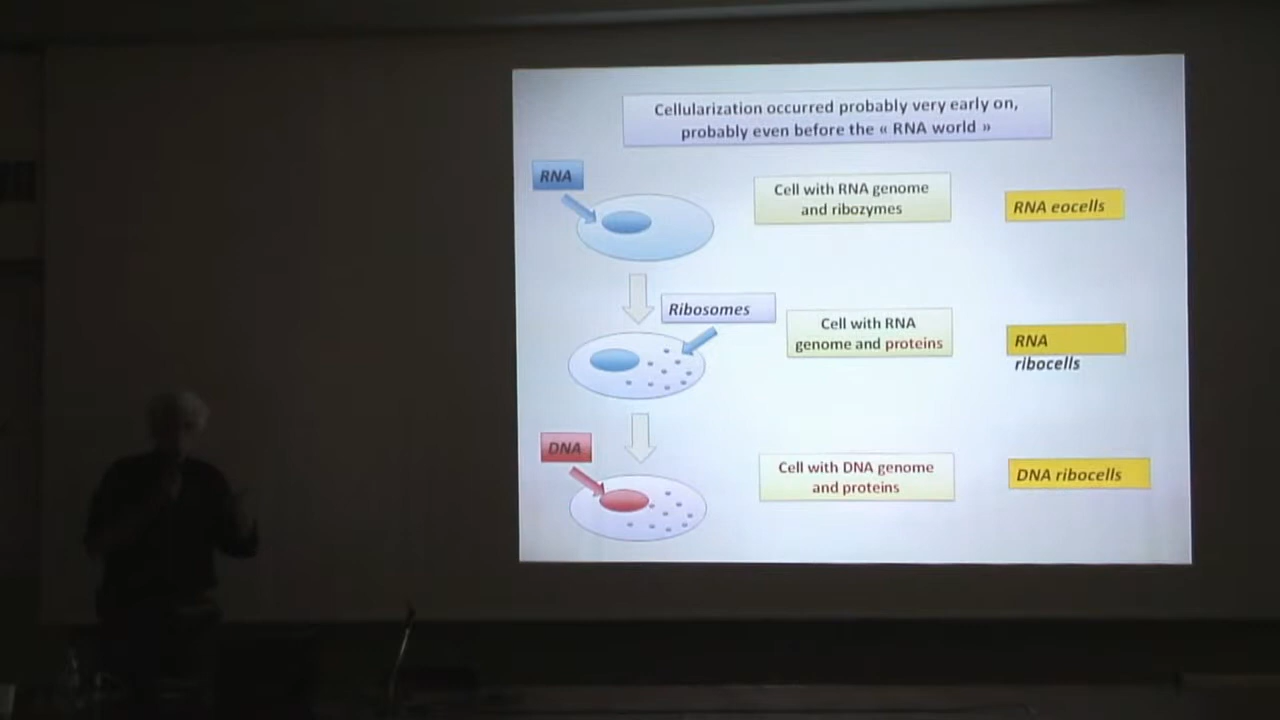 Cellularization occurred probably very early on,
probably even before the « RNA world »
RNA
Cell with RNA genome
and ribozymes
RNA eocells
Ribosomes
Cell with RNA
genome and proteins
RNA
ribocells
DNA
Cell with DNA genome
and proteins
DNA ribocells